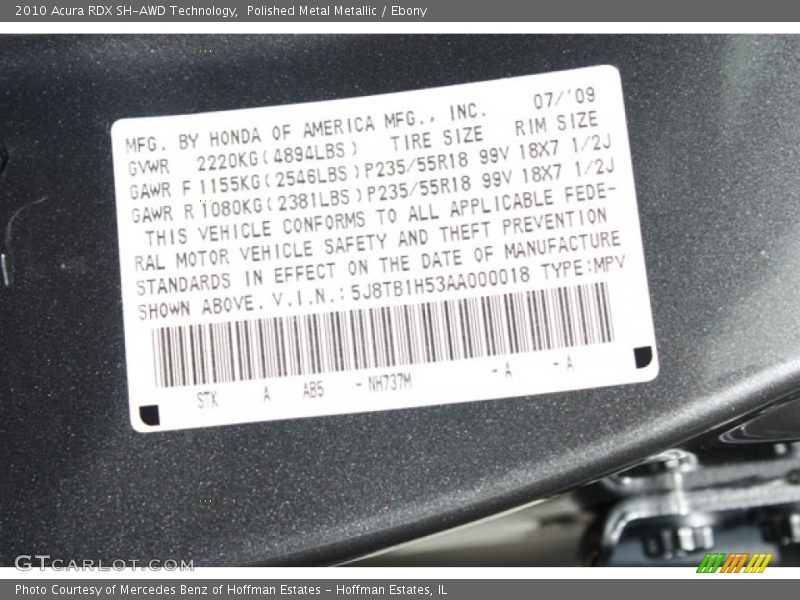 2010 Acura RDX SH-AWD Technology,  Polished Metal Metallic / Ebony
07/'09
MFG. BY HONDA OF AMERICA MFG., INC.
GVWR 2220KG(4894LBS) TIRE SIZE RIM SIZE
GAWR F 1155KG(2546LBS)P235/55R18 99V 18X7 1/2J
GAWR R 1080KG(2381LBS)P235/55R18 99V 18X7 1/2J
THIS VEHICLE CONFORMS TO ALL APPLICABLE FEDE-
RAL MOTOR VEHICLE SAFETY AND THEFT PREVENTION
STANDARDS IN EFFECT ON THE DATE OF MANUFACTURE
SHOWN ABOVE. V.I.N.:5J8TB1H53AA000018 TYPE:MPV
STK A AB5 - NH737M - A - A
GTCARLOT.COM
Photo Courtesy of Mercedes Benz of Hoffman Estates - Hoffman Estates, IL